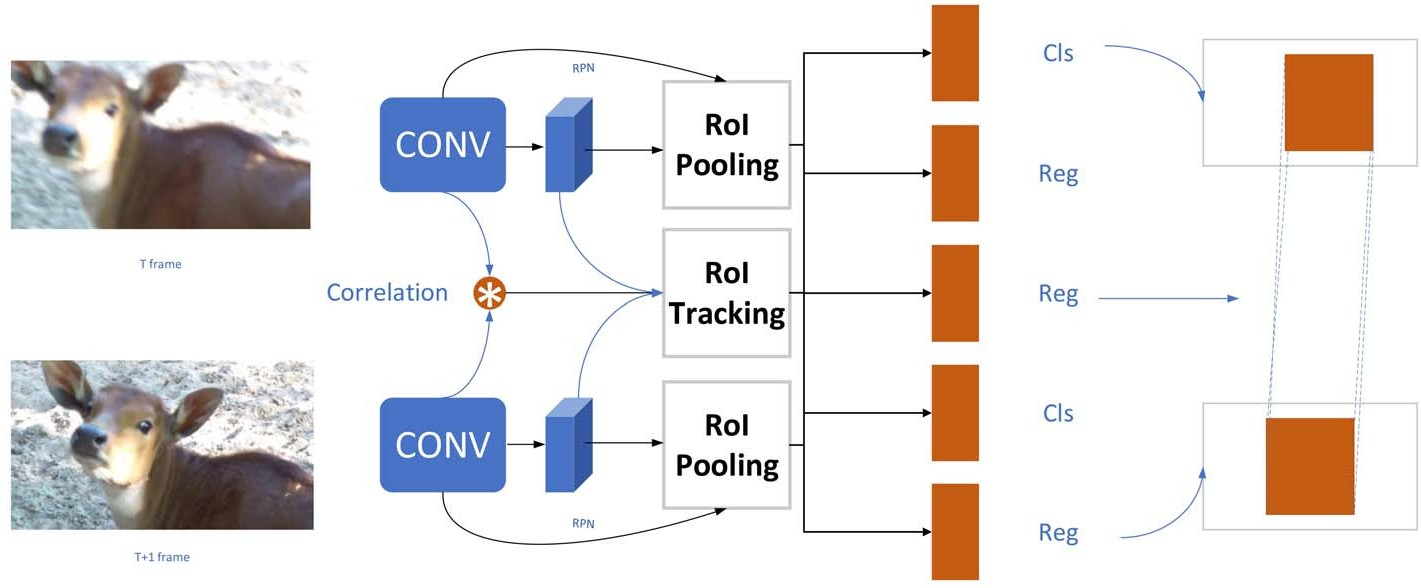 RPN
CONV
RoI
Pooling
Cls
Reg
T frame
Correlation
*
RoI
Tracking
Reg
CONV
RoI
Pooling
Cls
Reg
RPN
T+1 frame